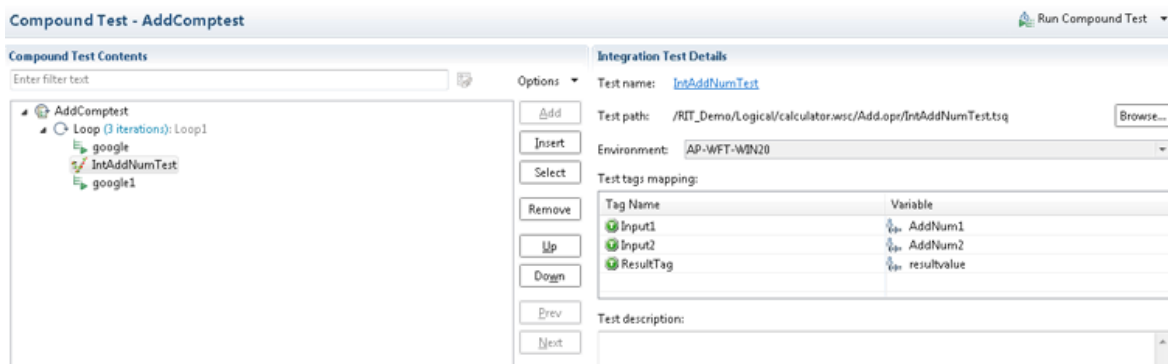 Compound Test - AddComptest
Run Compound Test
Compound Test Contents
Enter filter text
Options
AddComptest
Loop (3 iterations): Loop1
google
IntAddNumTest
google1
Add
Insert
Select
Remove
Up
Down
Prev
Next
Integration Test Details
Test name: IntAddNumTest
Test path: /RIT_Demo/Logical/calculator.wsc/Add.opr/IntAddNumTest.tsq Browse...
Environment: AP-WFT-WIN20
Test tags mapping:
Tag Name Variable
Input1 AddNum1
Input2 AddNum2
ResultTag resultvalue
Test description: